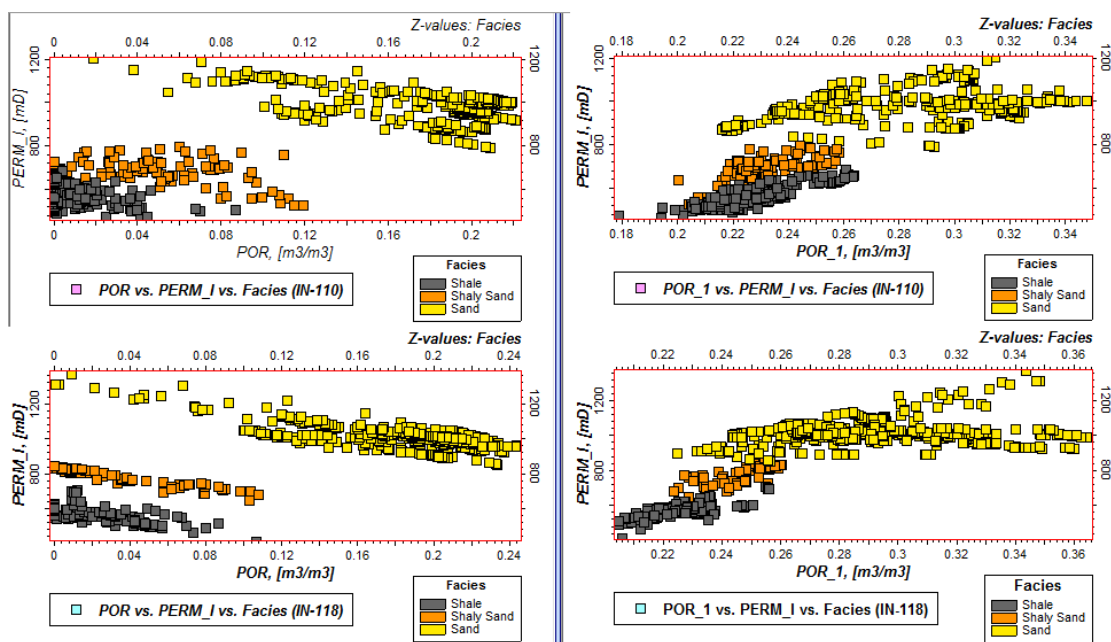 Z-values: Facies
0 0.04 0.08 0.12 0.16 0.2
PERM_I, [mD]
1200
800
1200
800
0 0.04 0.08 0.12 0.16 0.2
POR, [m3/m3]
POR vs. PERM_I vs. Facies (IN-110)
Facies
Shale
Shaly Sand
Sand
Z-values: Facies
0.18 0.2 0.22 0.24 0.26 0.28 0.3 0.32 0.34
PERM_I, [mD]
1200
800
1200
800
0.18 0.2 0.22 0.24 0.26 0.28 0.3 0.32 0.34
POR_1, [m3/m3]
POR_1 vs. PERM_I vs. Facies (IN-110)
Facies
Shale
Shaly Sand
Sand
Z-values: Facies
0 0.04 0.08 0.12 0.16 0.2 0.24
PERM_I, [mD]
1200
800
1200
800
0 0.04 0.08 0.12 0.16 0.2 0.24
POR, [m3/m3]
POR vs. PERM_I vs. Facies (IN-118)
Facies
Shale
Shaly Sand
Sand
Z-values: Facies
0.22 0.24 0.26 0.28 0.3 0.32 0.34 0.36
PERM_I, [mD]
1200
800
1200
800
0.22 0.24 0.26 0.28 0.3 0.32 0.34 0.36
POR_1, [m3/m3]
POR_1 vs. PERM_I vs. Facies (IN-118)
Facies
Shale
Shaly Sand
Sand